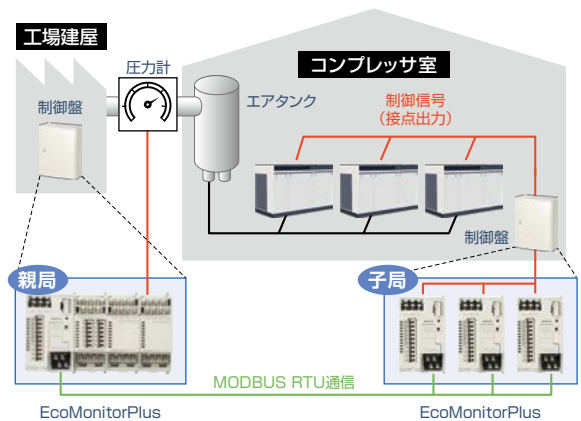 工場建屋
圧力計
コンプレッサ室
エアタンク
制御信号
（接点出力）
制御盤
制御盤
親局
子局
MODBUS RTU通信
EcoMonitorPlus
EcoMonitorPlus